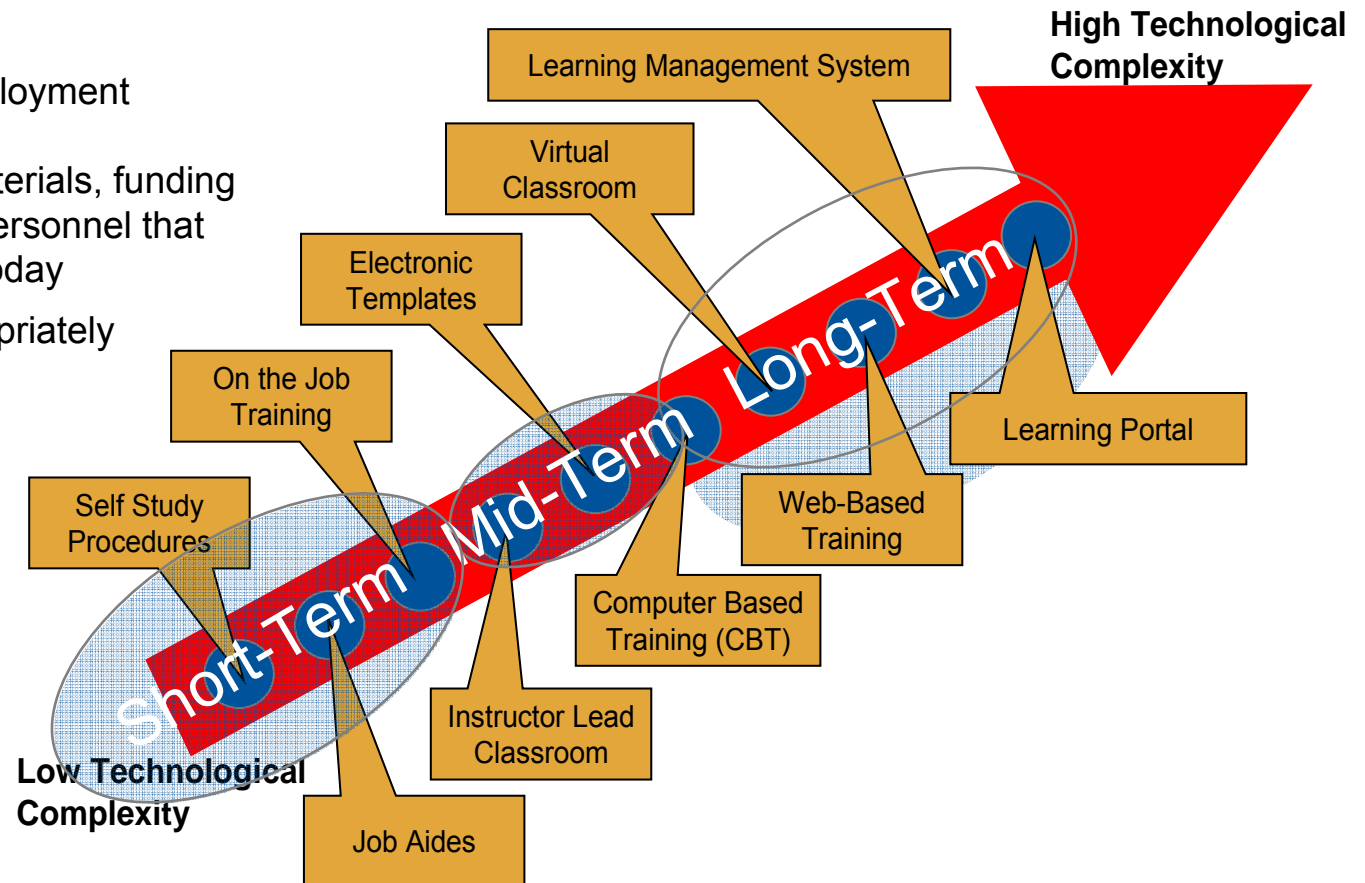 High Technological
Complexity
loyment
terials, funding
ersonnel that
oday
priately
Learning Management System
Virtual
Classroom
Electronic
Templates
On the Job
Training
Self Study
Procedures
Short-Term
Mid-Term
Long-Term
Learning Portal
Web-Based
Training
Computer Based
Training (CBT)
Instructor Lead
Classroom
Job Aides
Low Technological
Complexity